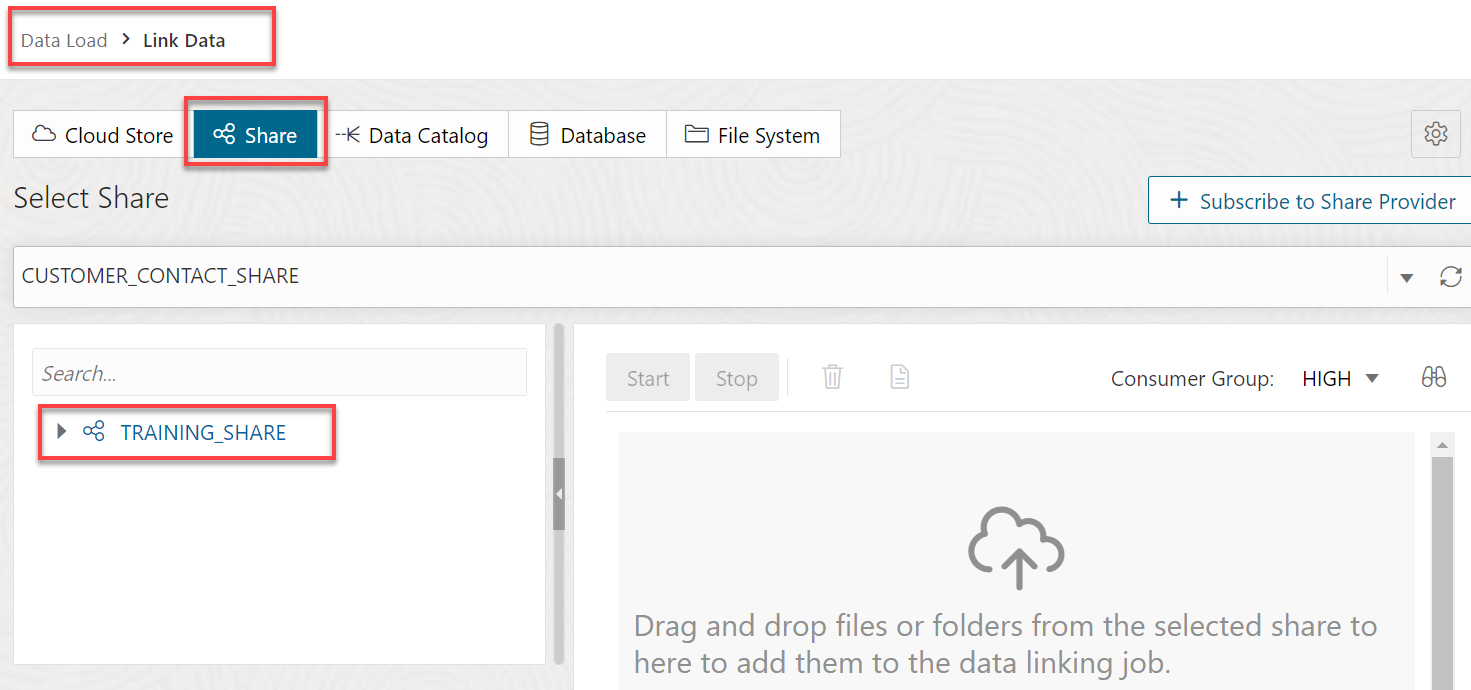 Data Load > Link Data
Cloud Store Share Data Catalog Database File System
Select Share
+ Subscribe to Share Provider
CUSTOMER_CONTACT_SHARE
Search...
TRAINING_SHARE
Start Stop Consumer Group: HIGH
Drag and drop files or folders from the selected share to
here to add them to the data linking job.